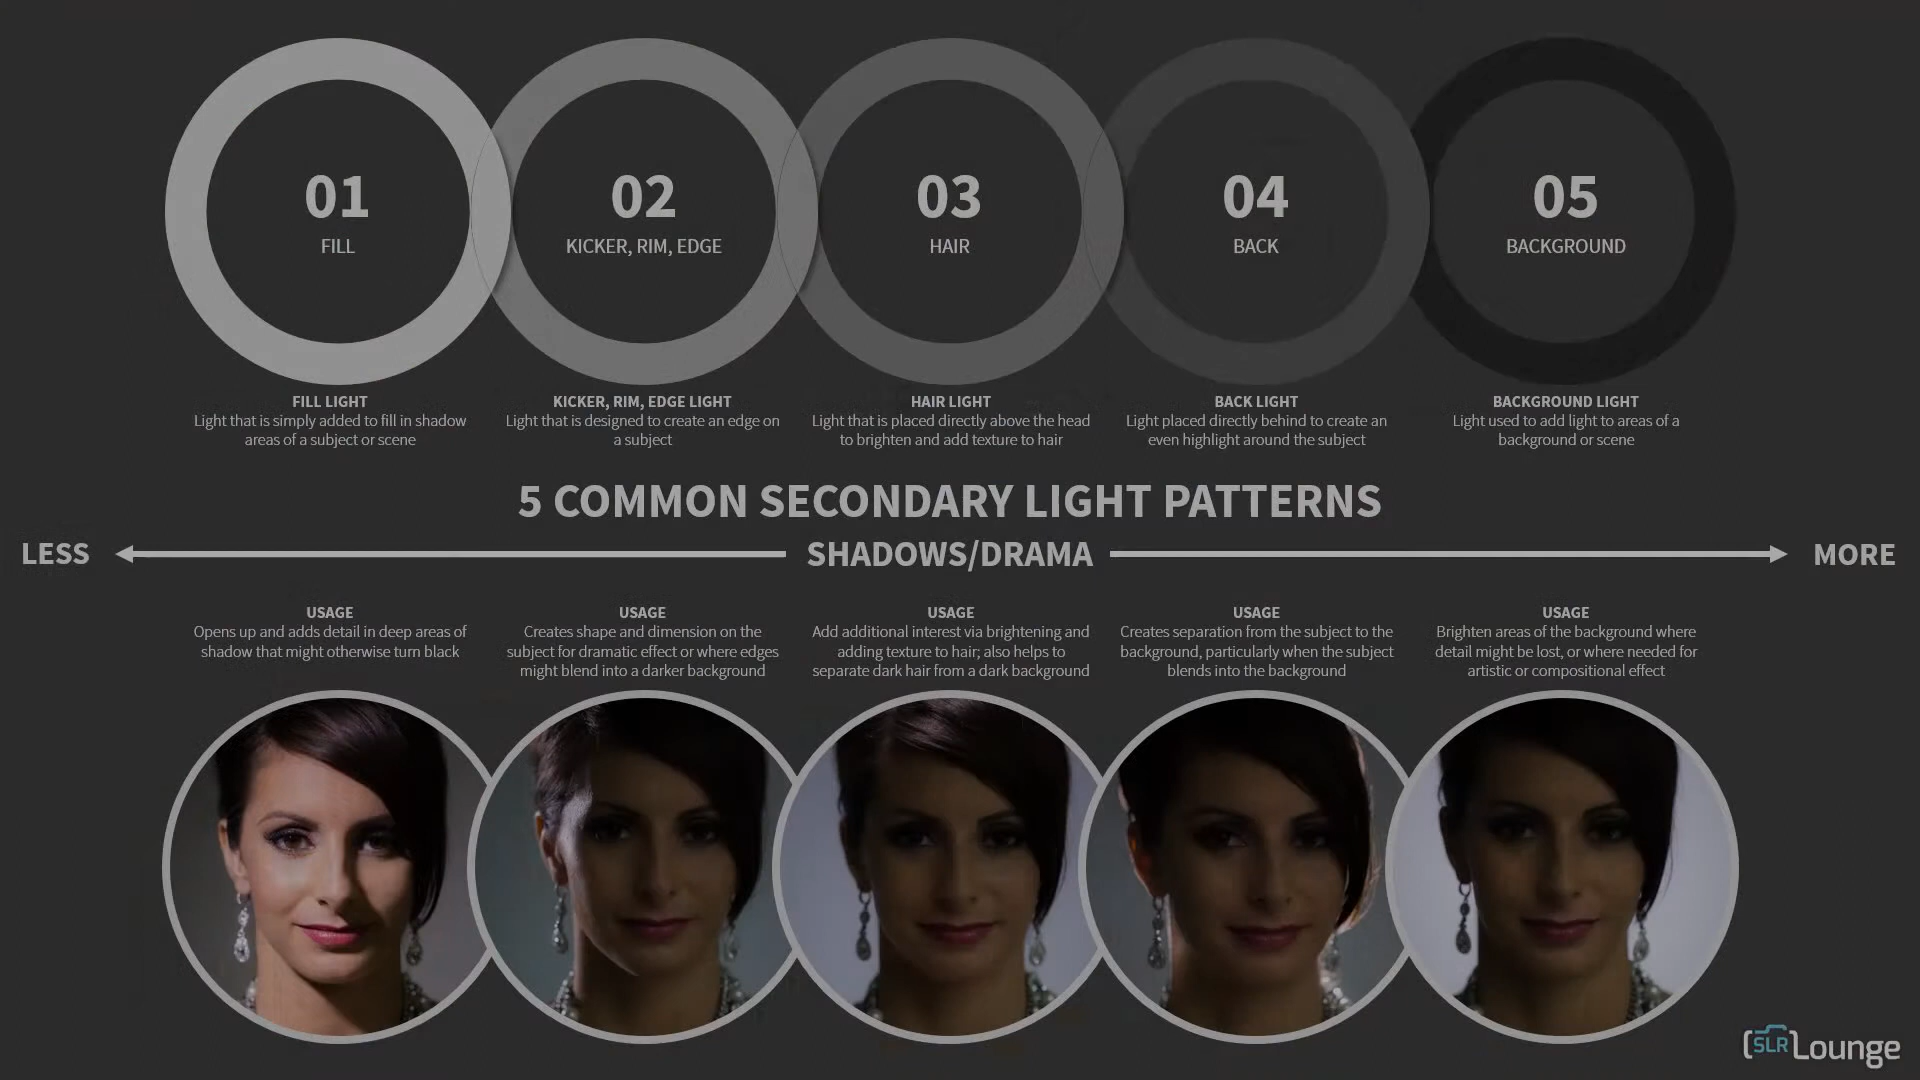 01
FILL
02
KICKER, RIM, EDGE
03
HAIR
04
BACK
05
BACKGROUND
FILL LIGHT
Light that is simply added to fill in shadow
areas of a subject or scene
KICKER, RIM, EDGE LIGHT
Light that is designed to create an edge on
a subject
HAIR LIGHT
Light that is placed directly above the head
to brighten and add texture to hair
BACK LIGHT
Light placed directly behind to create an
even highlight around the subject
BACKGROUND LIGHT
Light used to add light to areas of a
background or scene
5 COMMON SECONDARY LIGHT PATTERNS
LESS
SHADOWS/DRAMA
MORE
USAGE
Opens up and adds detail in deep areas of
shadow that might otherwise turn black
USAGE
Creates shape and dimension on the
subject for dramatic effect or where edges
might blend into a darker background
USAGE
Add additional interest via brightening and
adding texture to hair; also helps to
separate dark hair from a dark background
USAGE
Creates separation from the subject to the
background, particularly when the subject
blends into the background
USAGE
Brighten areas of the background where
detail might be lost, or where needed for
artistic or compositional effect
SLR Lounge